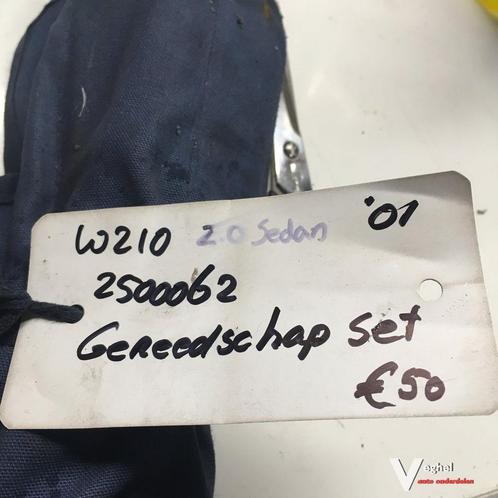 W210 2.0 Sedan '01
2500062
Gereedschap set
€50
Veghel
auto onderdelen